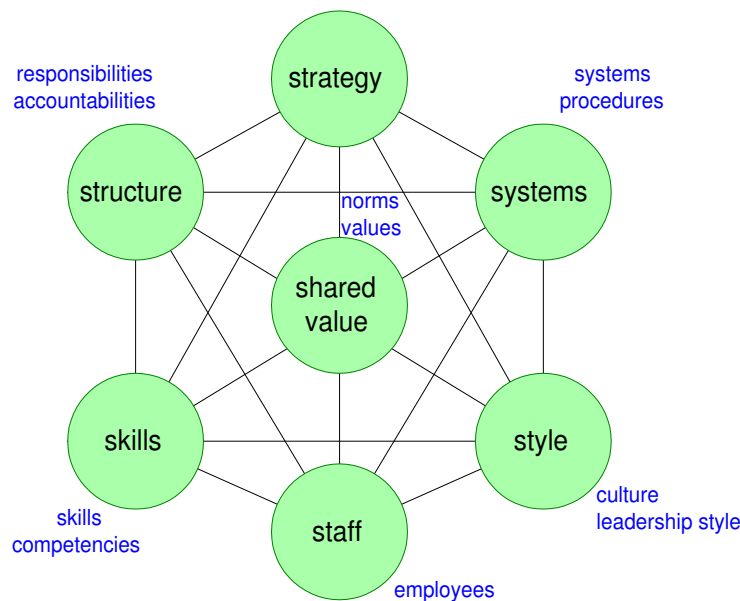 strategy
responsibilities
accountabilities
systems
procedures
structure
systems
norms
values
shared
value
skills
style
skills
competencies
staff
culture
leadership style
employees